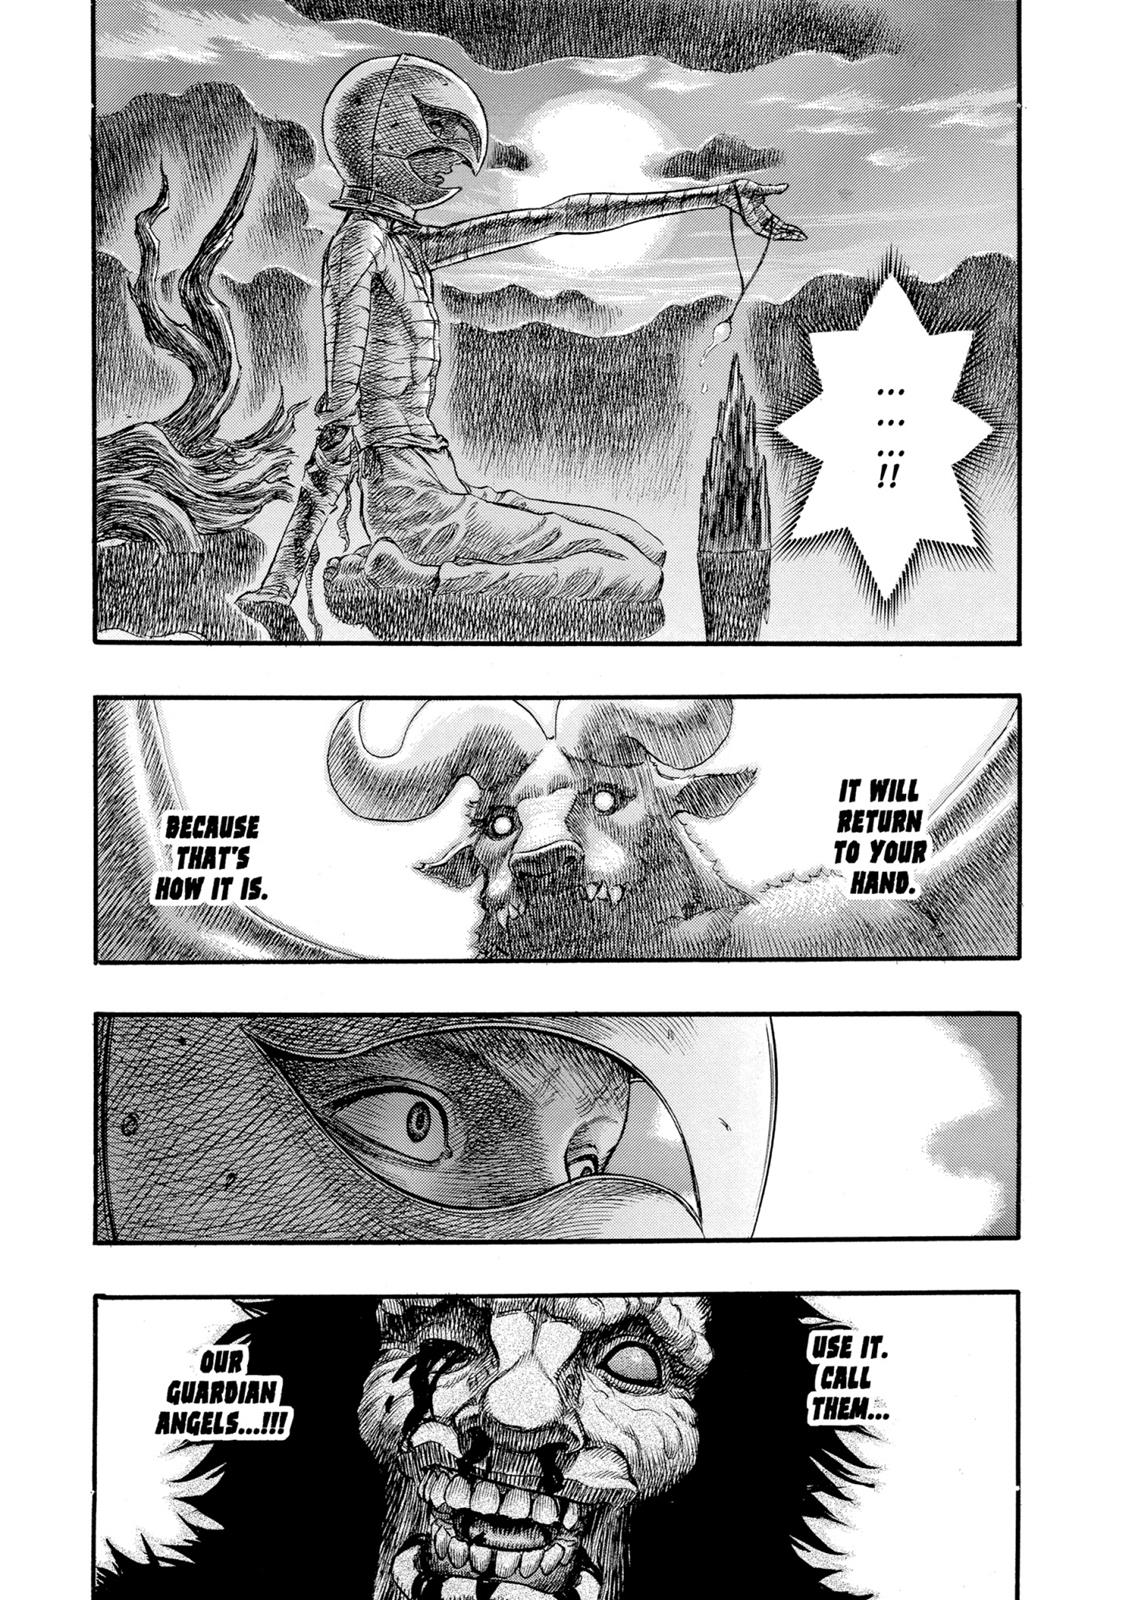 ...
...
...
!!
IT WILL
RETURN
TO YOUR
HAND.
BECAUSE
THAT'S
HOW IT IS.
USE IT.
CALL
THEM...
OUR
GUARDIAN
ANGELS...!!!